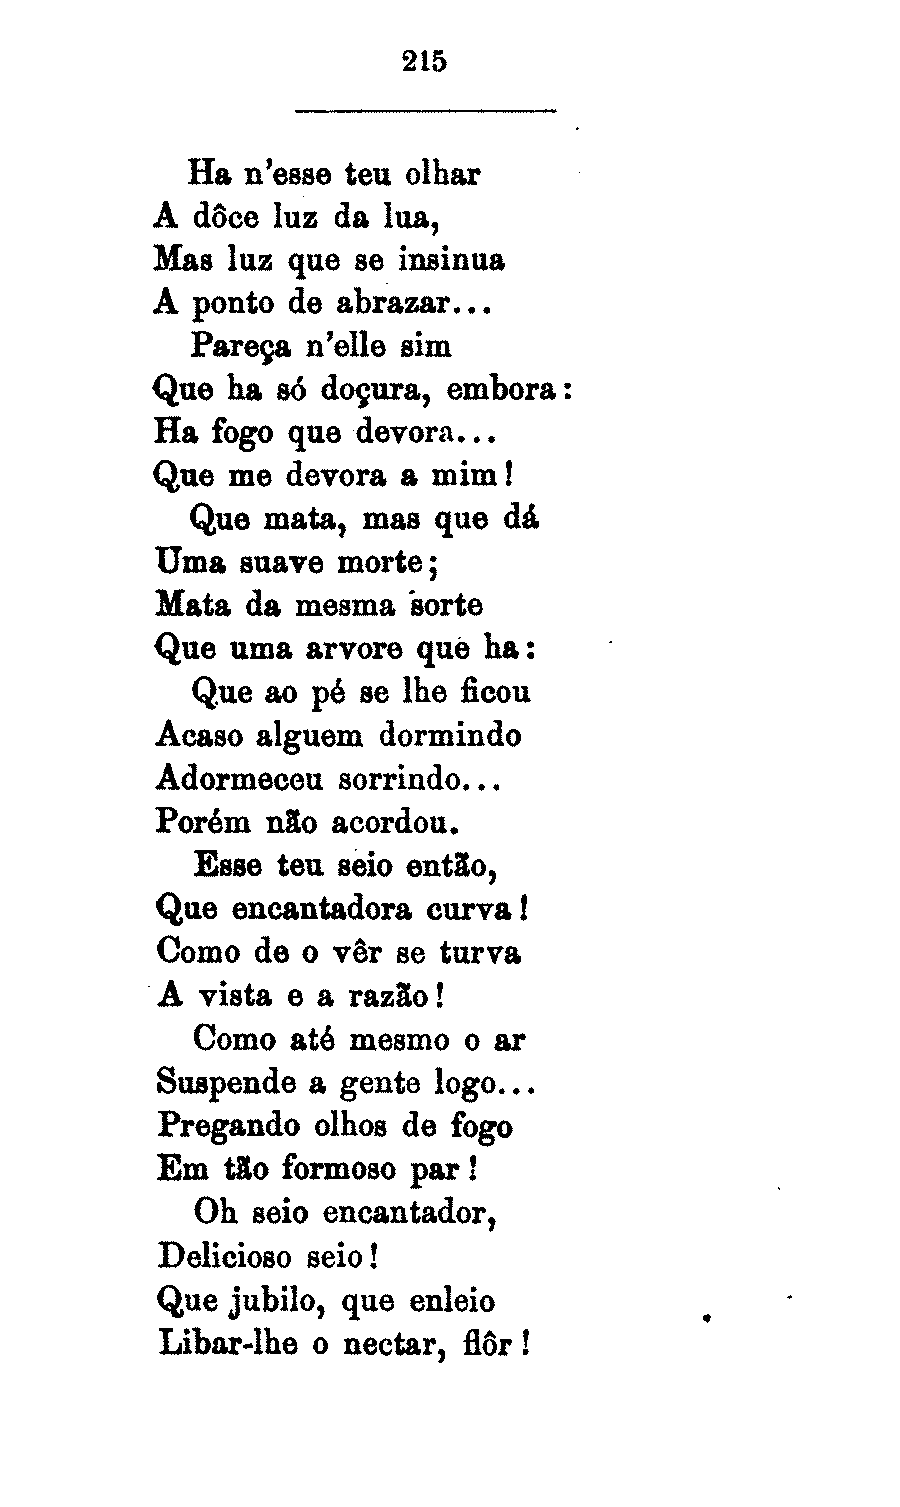 215
Ha n'esse teu olhar
A dôce luz da lua,
Mas luz que se insinua
A ponto de abrazar...
Pareça n'elle sim
Que ha só doçura, embora:
Ha fogo que devora...
Que me devora a mim!
Que mata, mas que dá
Uma suave morte;
Mata da mesma sorte
Que uma arvore que ha:
Que ao pé se lhe ficou
Acaso alguem dormindo
Adormeceu sorrindo...
Porém não acordou.
Esse teu seio então,
Que encantadora curva!
Como de o vêr se turva
A vista e a razão!
Como até mesmo o ar
Suspende a gente logo...
Pregando olhos de fogo
Em tão formoso par!
Oh seio encantador,
Delicioso seio!
Que jubilo, que enleio
Libar-lhe o nectar, flôr!